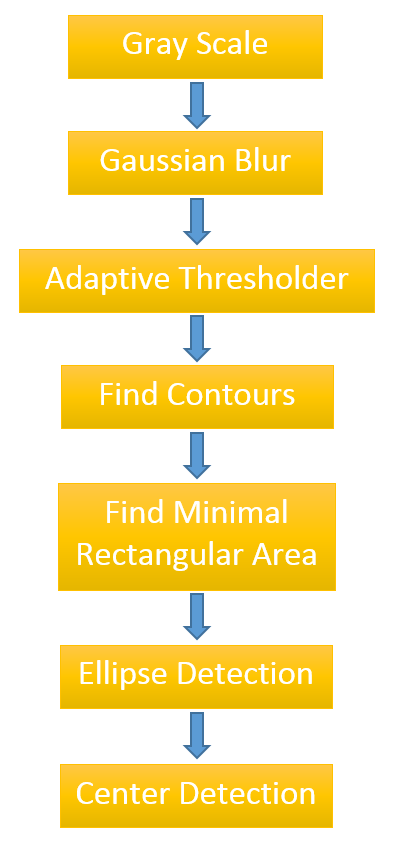 Gray Scale
Gaussian Blur
Adaptive Thresholder
Find Contours
Find Minimal
Rectangular Area
Ellipse Detection
Center Detection